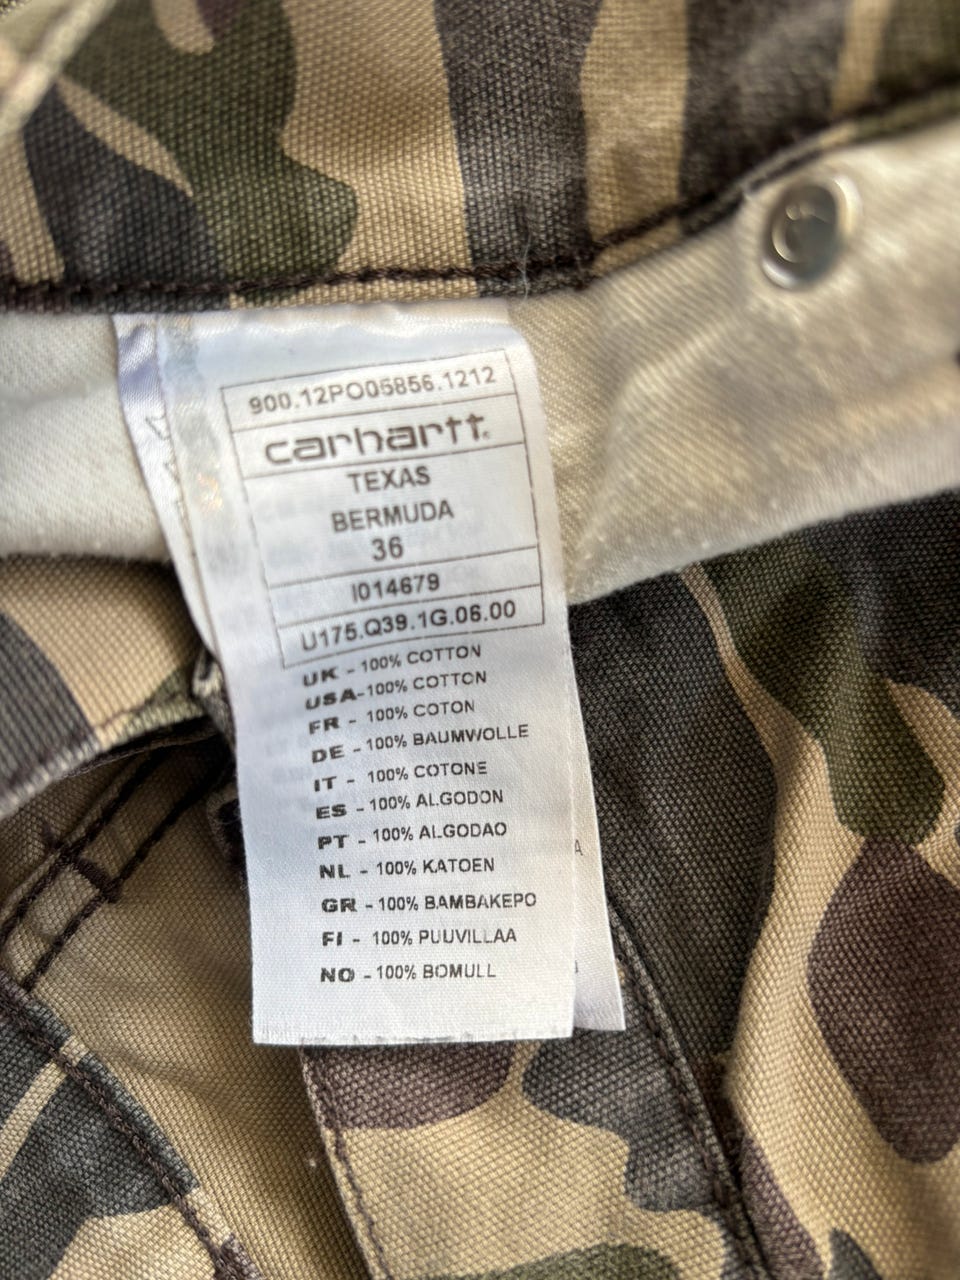 900.12PO05856.1212
carhartt.
TEXAS
BERMUDA
36
I014679
U175.Q39.1G.06.00
UK - 100% COTTON
USA-100% COTTON
FR - 100% COTON
DE - 100% BAUMWOLLE
IT - 100% COTONE
ES - 100% ALGODON
PT - 100% ALGODAO
NL - 100% KATOEN
GR - 100% BAMBAKEPO
FI - 100% PUUVILLAA
NO - 100% BOMULL